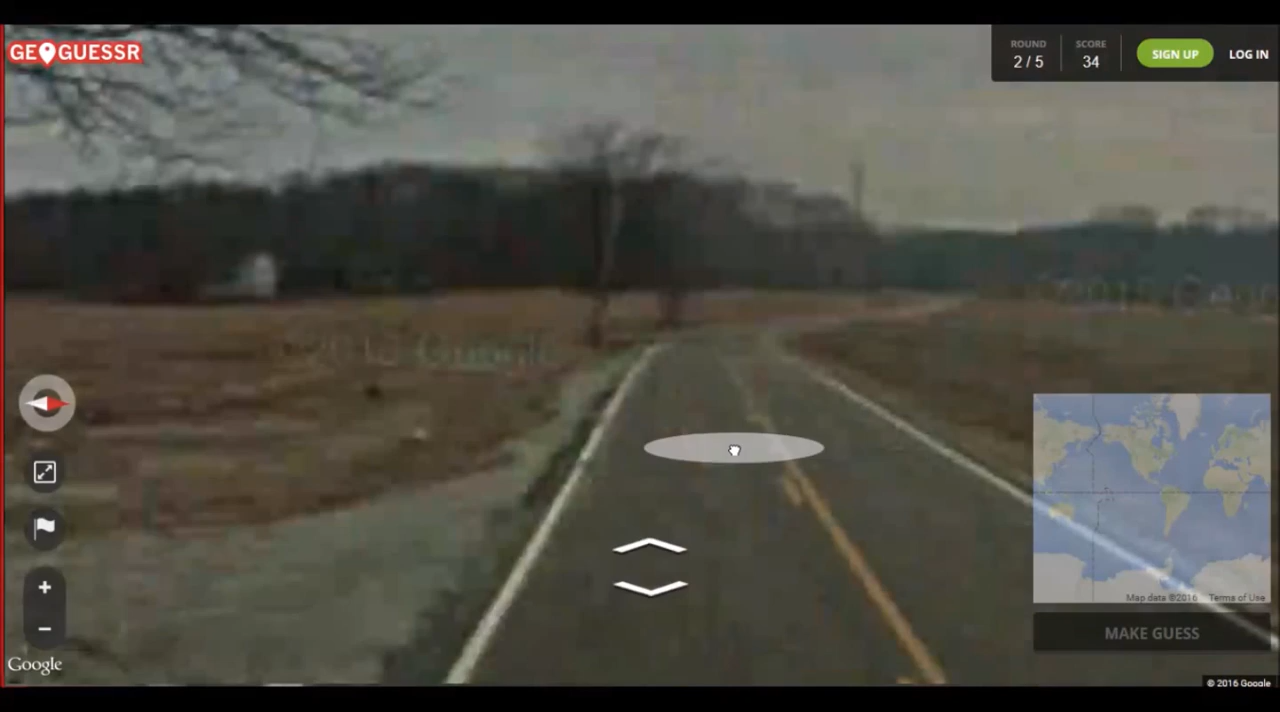 GEOGUESSR
ROUND
2 / 5
SCORE
34
SIGN UP
LOG IN
Google
Map data ©2016
Terms of Use
MAKE GUESS
Google
© 2016 Google